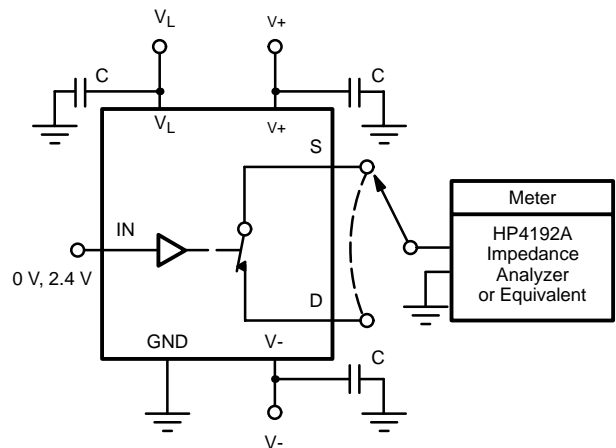 VL
V+
C
C
VL
V+
S
Meter
IN
HP4192A
Impedance
Analyzer
or Equivalent
0 V, 2.4 V
D
GND
V-
C
V-